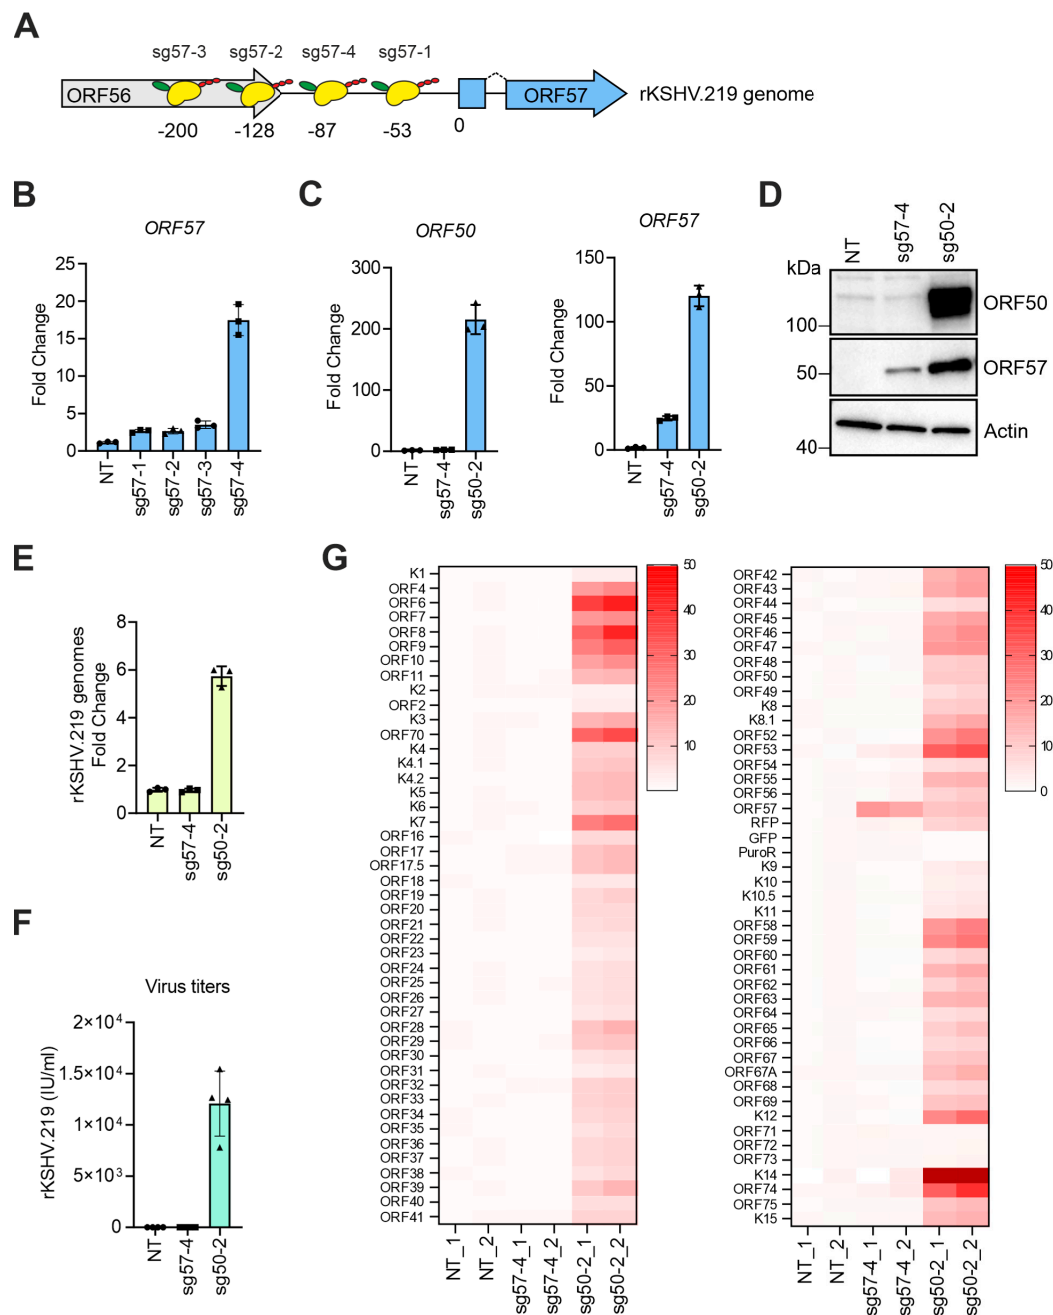 A
sg57-3 sg57-2 sg57-4 sg57-1
ORF56 ORF57 rKSHV.219 genome
-200 -128 -87 -53 0
B
ORF57
Fold Change
25
20
15
10
5
0
NT
sg57-1
sg57-2
sg57-3
sg57-4
C
ORF50
Fold Change
300
200
100
0
NT
sg57-4
sg50-2
ORF57
Fold Change
150
100
50
0
NT
sg57-4
sg50-2
D
NT
sg57-4
sg50-2
kDa
100
ORF50
50
ORF57
Actin
40
E
rKSHV.219 genomes
Fold Change
8
6
4
2
0
NT
sg57-4
sg50-2
F
Virus titers
rKSHV.219 (IU/ml)
2×10⁴
1.5×10⁴
1×10⁴
5×10³
0
NT
sg57-4
sg50-2
G
K1
ORF4
ORF6
ORF7
ORF8
ORF9
ORF10
ORF11
K2
ORF2
K3
ORF70
K4
K4.1
K4.2
K5
K6
K7
ORF16
ORF17
ORF17.5
ORF18
ORF19
ORF20
ORF21
ORF22
ORF23
ORF24
ORF25
ORF26
ORF27
ORF28
ORF29
ORF30
ORF31
ORF32
ORF33
ORF34
ORF35
ORF36
ORF37
ORF38
ORF39
ORF40
ORF41
NT_1
NT_2
sg57-4_1
sg57-4_2
sg50-2_1
sg50-2_2
50
40
30
20
10
ORF42
ORF43
ORF44
ORF45
ORF46
ORF47
ORF48
ORF50
ORF49
K8
K8.1
ORF52
ORF53
ORF54
ORF55
ORF56
ORF57
RFP
GFP
PuroR
K9
K10
K10.5
K11
ORF58
ORF59
ORF60
ORF61
ORF62
ORF63
ORF64
ORF65
ORF66
ORF67
ORF67A
ORF68
ORF69
K12
ORF71
ORF72
ORF73
K14
ORF74
ORF75
K15
NT_1
NT_2
sg57-4_1
sg57-4_2
sg50-2_1
sg50-2_2
50
40
30
20
10
0